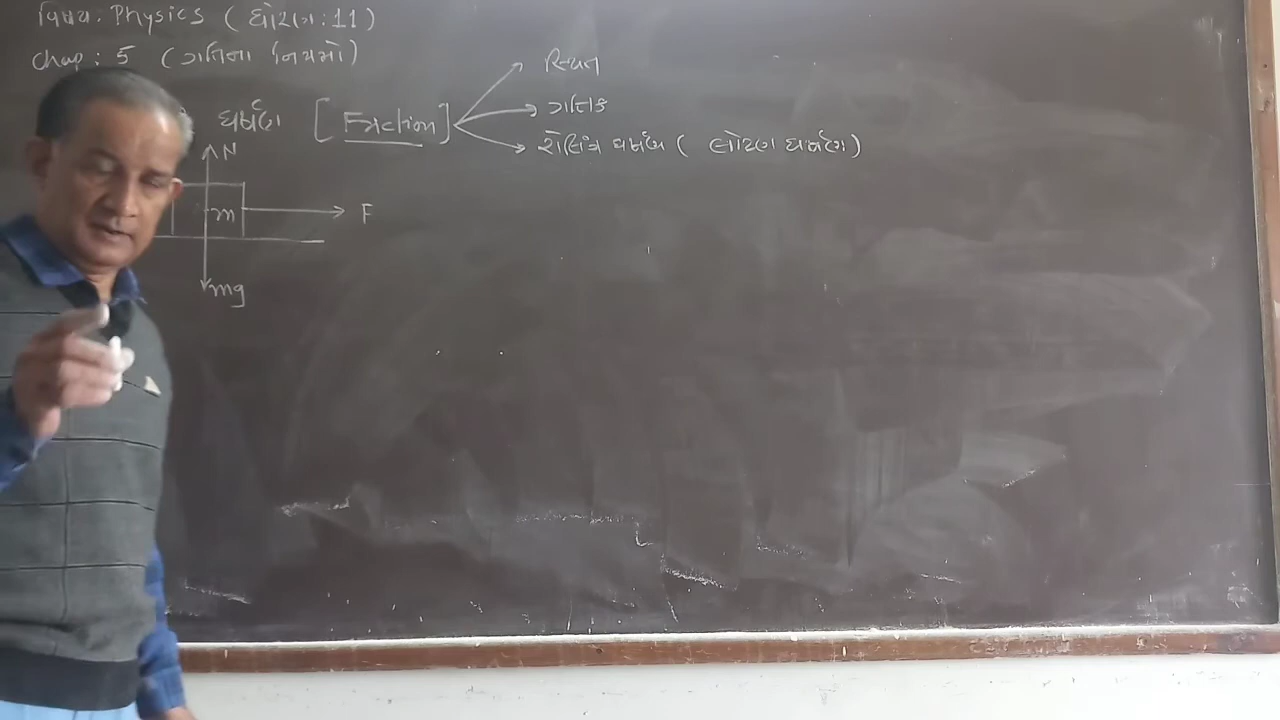 વિષય: Physics ( ધોરણ : 11 )
Chap : 5 ( ગતિના નિયમો )
ઘર્ષણ [ Friction ]
સ્થિત
ગતિક
રોલિંગ ઘર્ષણ ( લોટણ ઘર્ષણ )
N
m
F
mg